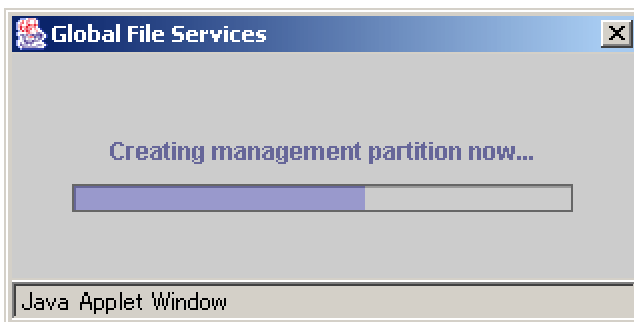 Global File Services
Creating management partition now...
Java Applet Window